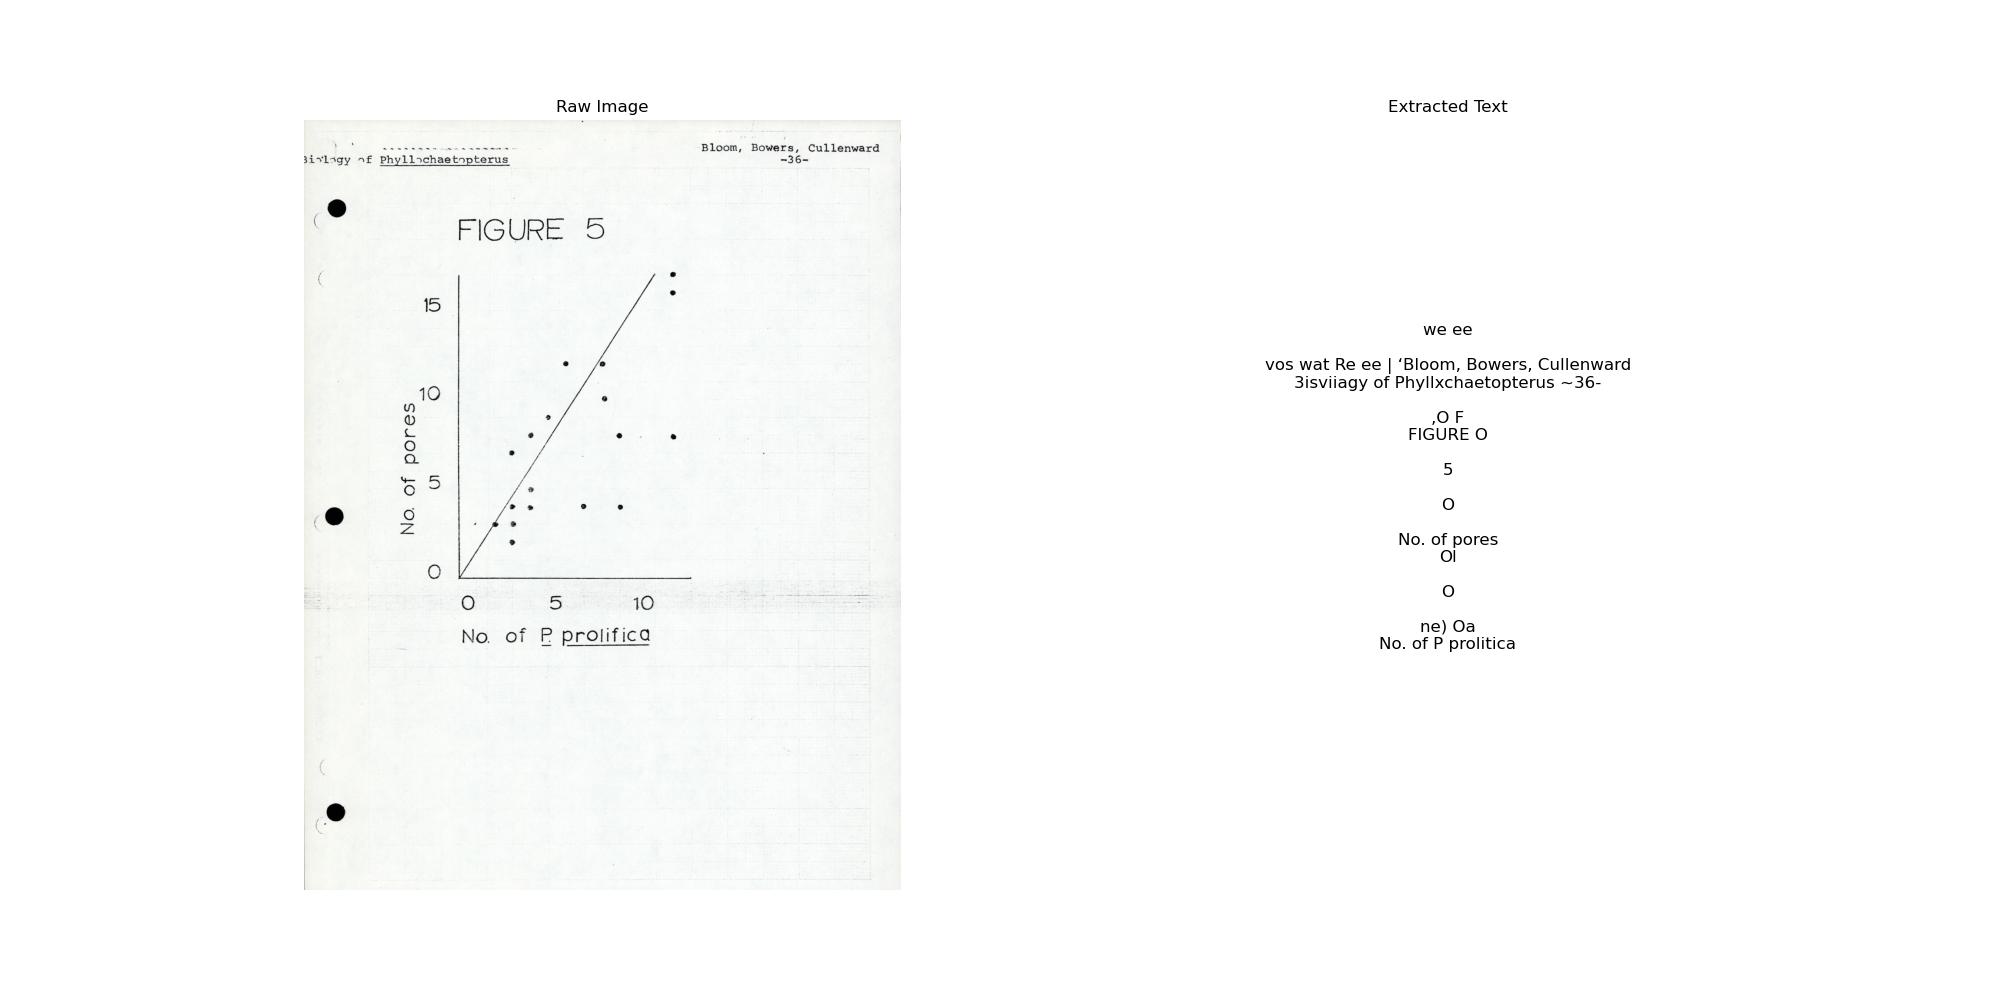 Raw Image
Bloom, Bowers, Cullenward
Biology of Phyllochaetopterus
-36-
FIGURE 5
15
10
5
0
No. of pores
0 5 10
No. of P. prolifica
Extracted Text
we ee
vos wat Re ee | ‘Bloom, Bowers, Cullenward
3isviiagy of Phyllxchaetopterus ~36-
,O F
FIGURE O
5
O
No. of pores
Ol
O
ne) Oa
No. of P prolitica